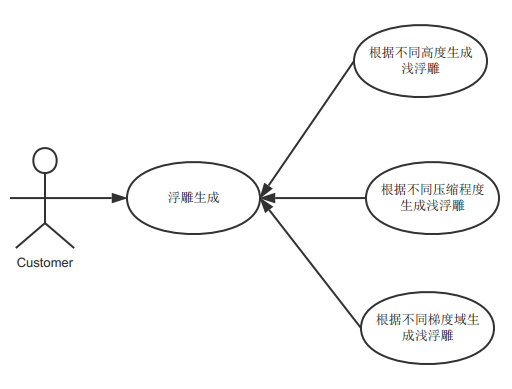 根据不同高度生成
浅浮雕
浮雕生成
根据不同压缩程度
生成浅浮雕
Customer
根据不同梯度域生
成浅浮雕